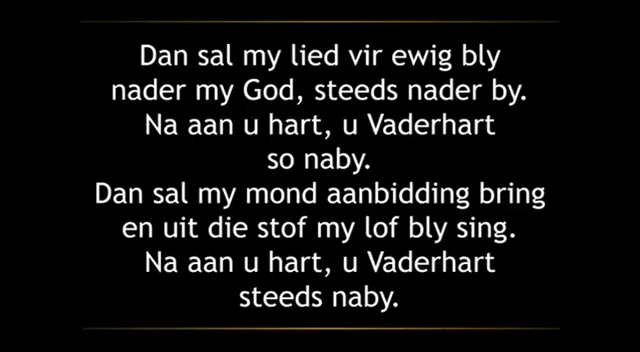 Dan sal my lied vir ewig bly
nader my God, steeds nader by.
Na aan u hart, u Vaderhart
so naby.
Dan sal my mond aanbidding bring
en uit die stof my lof bly sing.
Na aan u hart, u Vaderhart
steeds naby.